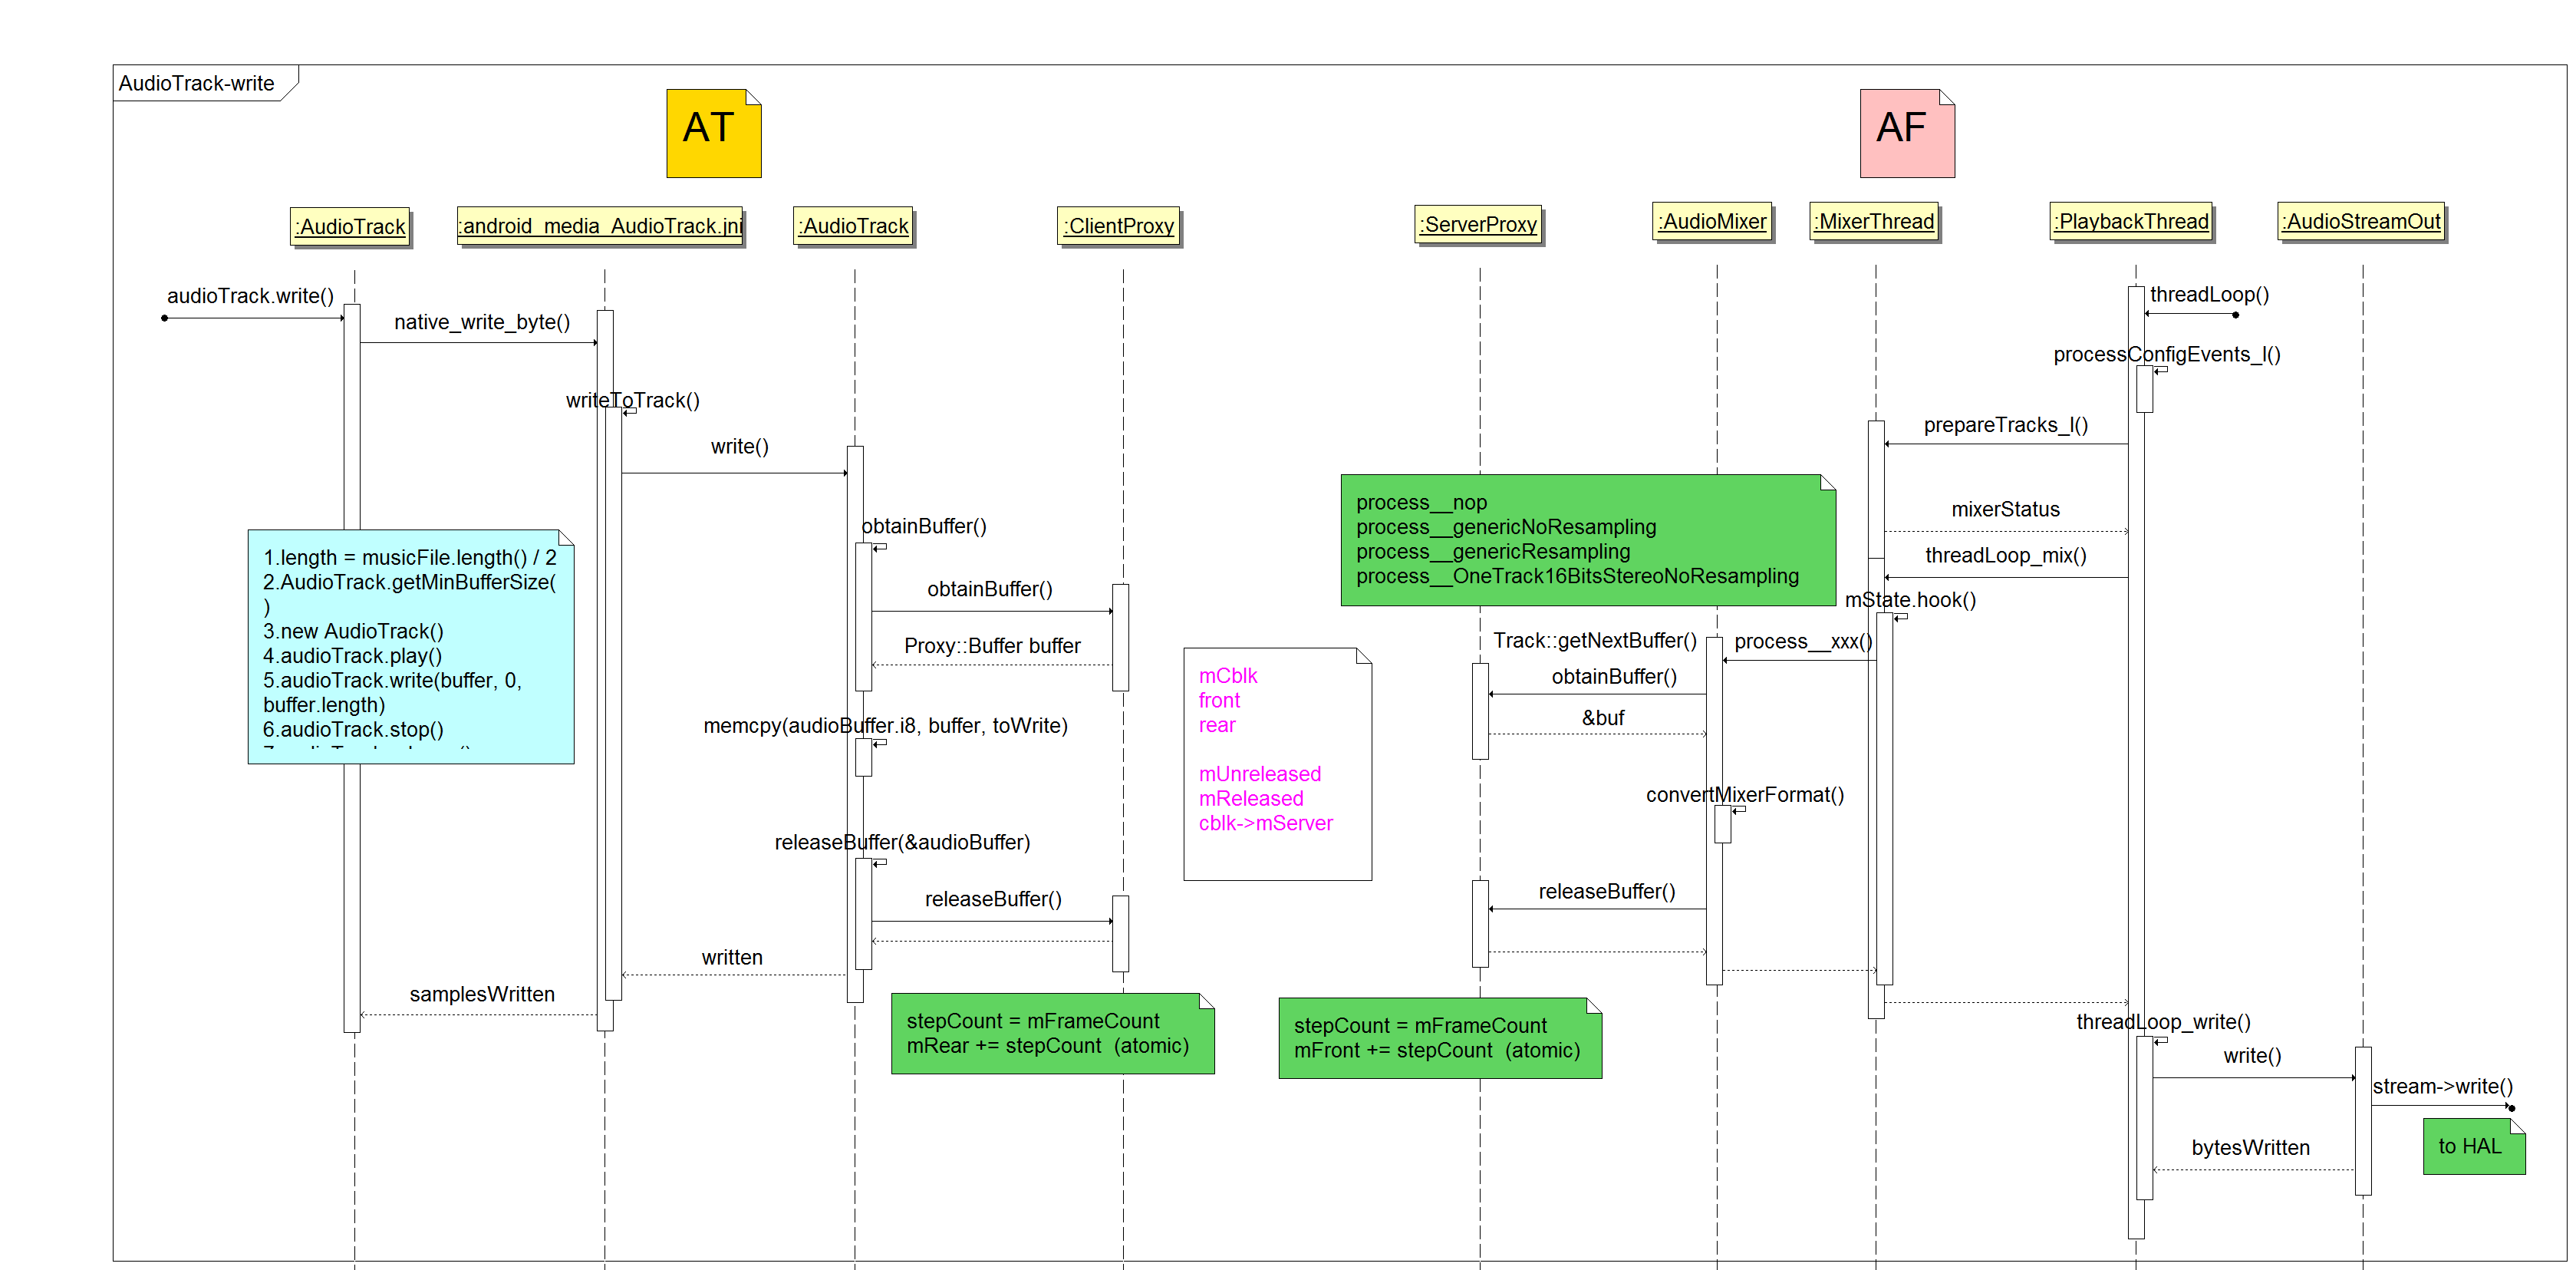 AudioTrack-write
AT
AF
:AudioTrack
:android_media_AudioTrack.jni
:AudioTrack
:ClientProxy
:ServerProxy
:AudioMixer
:MixerThread
:PlaybackThread
:AudioStreamOut
audioTrack.write()
native_write_byte()
writeToTrack()
write()
obtainBuffer()
obtainBuffer()
Proxy::Buffer buffer
memcpy(audioBuffer.i8, buffer, toWrite)
releaseBuffer(&audioBuffer)
releaseBuffer()
written
samplesWritten
1.length = musicFile.length() / 2
2.AudioTrack.getMinBufferSize(
)
3.new AudioTrack()
4.audioTrack.play()
5.audioTrack.write(buffer, 0,
buffer.length)
6.audioTrack.stop()
stepCount = mFrameCount
mRear += stepCount  (atomic)
mCblk
front
rear
mUnreleased
mReleased
cblk->mServer
threadLoop()
processConfigEvents_l()
prepareTracks_l()
mixerStatus
threadLoop_mix()
process__nop
process__genericNoResampling
process__genericResampling
process__OneTrack16BitsStereoNoResampling
mState.hook()
process__xxx()
Track::getNextBuffer()
obtainBuffer()
&buf
convertMixerFormat()
releaseBuffer()
stepCount = mFrameCount
mFront += stepCount  (atomic)
threadLoop_write()
write()
stream->write()
to HAL
bytesWritten